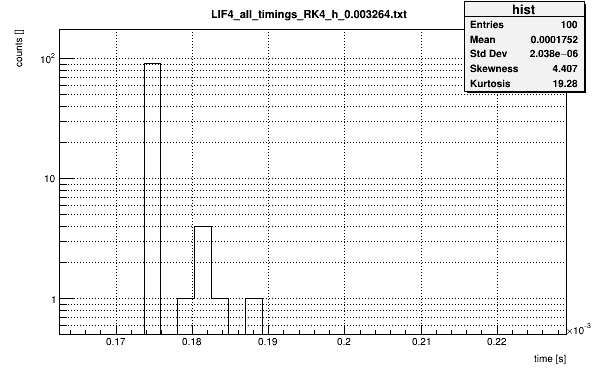 LIF4_all_timings_RK4_h_0.003264.txt
hist
Entries 100
Mean 0.0001752
Std Dev 2.038e−06
Skewness 4.407
Kurtosis 19.28
counts []
10²
10
1
0.17 0.18 0.19 0.2 0.21 0.22
×10⁻³
time [s]